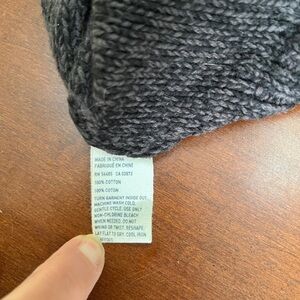 MADE IN CHINA
FABRIQUÉ EN CHINE
RN 54485 CA 03873
100% COTTON
100% COTON
TURN GARMENT INSIDE OUT.
MACHINE WASH COLD,
GENTLE CYCLE. USE ONLY
NON-CHLORINE BLEACH
WHEN NEEDED. DO NOT
WRING OR TWIST. RESHAPE.
LAY FLAT TO DRY. COOL IRON